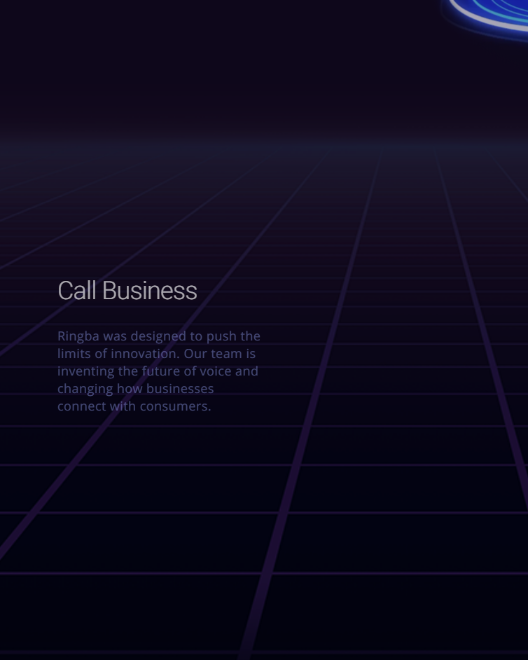 Call Business
Ringba was designed to push the
limits of innovation. Our team is
inventing the future of voice and
changing how businesses
connect with consumers.